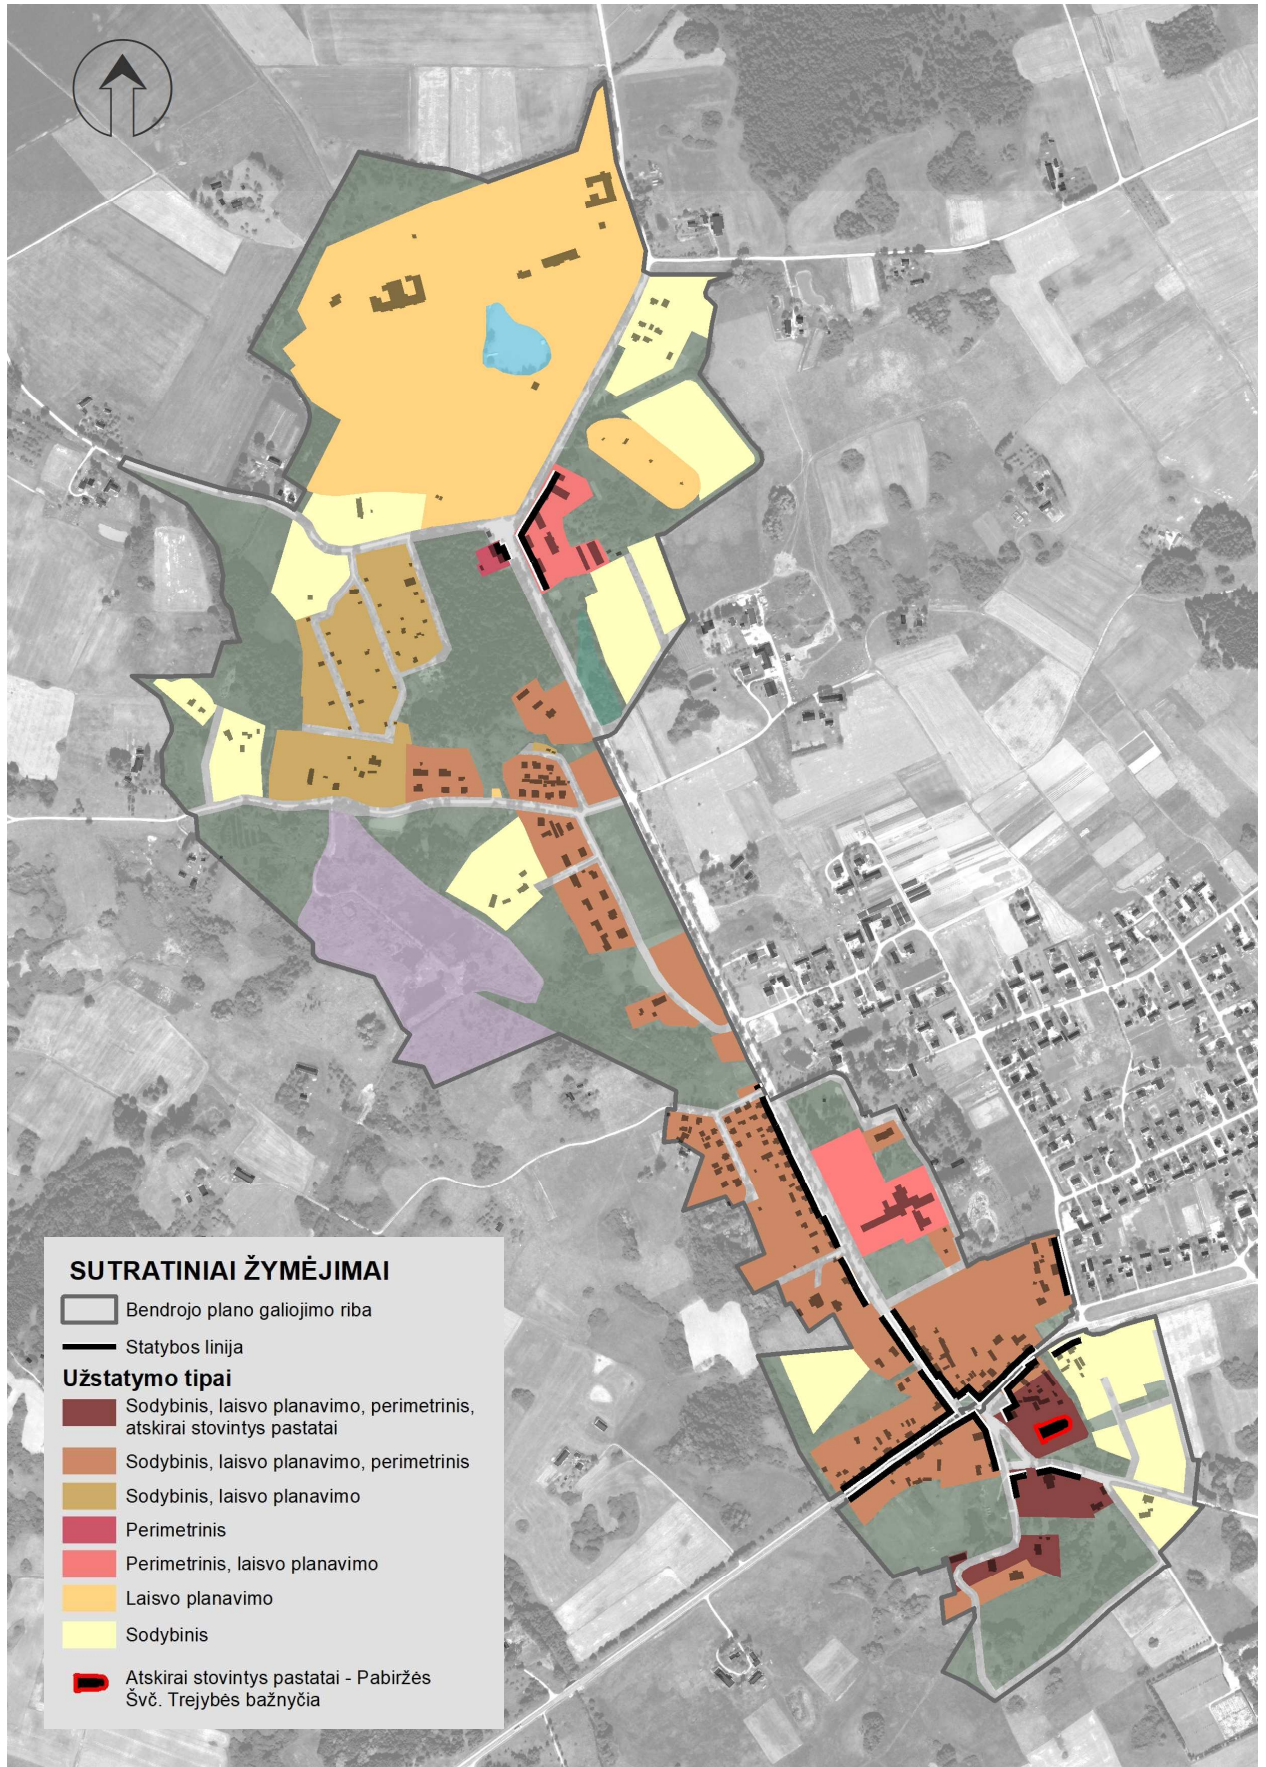 SUTRATINIAI ŽYMĖJIMAI
Bendrojo plano galiojimo riba
Statybos linija
Užstatymo tipai
Sodybinis, laisvo planavimo, perimetrinis,
atskirai stovintys pastatai
Sodybinis, laisvo planavimo, perimetrinis
Sodybinis, laisvo planavimo
Perimetrinis
Perimetrinis, laisvo planavimo
Laisvo planavimo
Sodybinis
Atskirai stovintys pastatai - Pabiržės
Švč. Trejybės bažnyčia